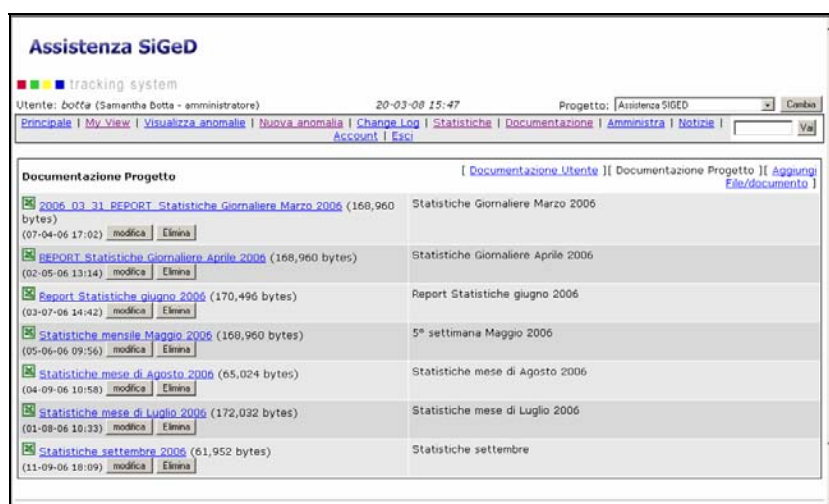 Assistenza SiGeD
tracking system
Utente: botta (Samantha Botta - amministratore) 20-03-08 15:47 Progetto: Assistenza SIGED Cambia
Principale | My View | Visualizza anomalie | Nuova anomalia | Change Log | Statistiche | Documentazione | Amministra | Notizie |
Account | Esci
Vai
Documentazione Progetto
[ Documentazione Utente ][ Documentazione Progetto ][ Aggiungi
File/documento ]
2006_03_31_REPORT_Statistiche Giornaliere Marzo 2006 (168,960
bytes)
(07-04-06 17:02) modifica Elimina
Statistiche Giornaliere Marzo 2006
REPORT Statistiche Giornaliere Aprile 2006 (168,960 bytes)
(02-05-06 13:14) modifica Elimina
Statistiche Giornaliere Aprile 2006
Report Statistiche giugno 2006 (170,496 bytes)
(03-07-06 14:42) modifica Elimina
Report Statistiche giugno 2006
Statistiche mensile Maggio 2006 (168,960 bytes)
(05-06-06 09:56) modifica Elimina
5° settimana Maggio 2006
Statistiche mese di Agosto 2006 (65,024 bytes)
(04-09-06 10:58) modifica Elimina
Statistiche mese di Agosto 2006
Statistiche mese di Luglio 2006 (172,032 bytes)
(01-08-06 10:33) modifica Elimina
Statistiche mese di Luglio 2006
Statistiche settembre 2006 (61,952 bytes)
(11-09-06 18:09) modifica Elimina
Statistiche settembre